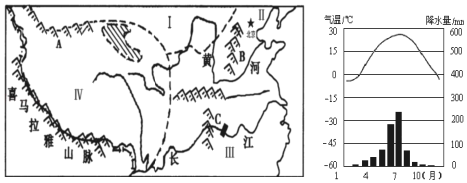 I
II
北京
A
黄
B
河
IV
喜
马
拉
雅
山
脉
C
长
江
III
气温/℃
降水量/mm
30
15
0
-15
-30
-45
-60
600
500
400
300
200
100
0
1 4 7 10(月)